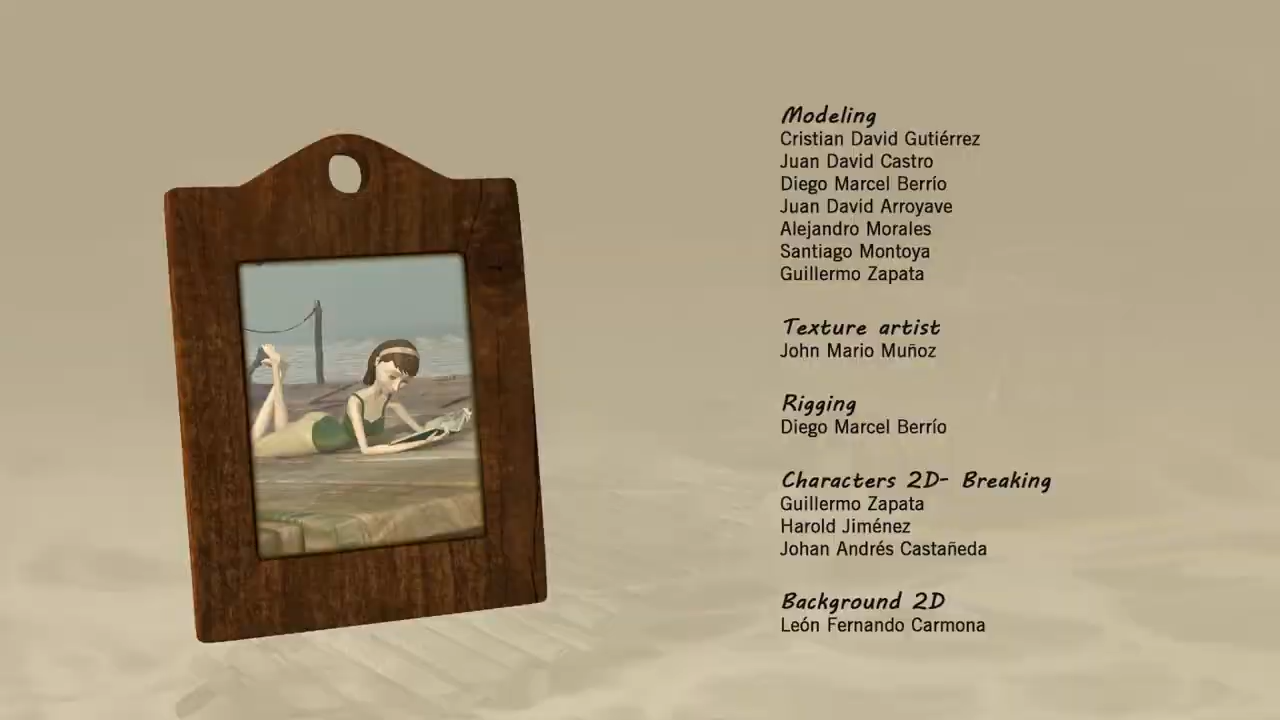 Modeling
Cristian David Gutiérrez
Juan David Castro
Diego Marcel Berrío
Juan David Arroyave
Alejandro Morales
Santiago Montoya
Guillermo Zapata
Texture artist
John Mario Muñoz
Rigging
Diego Marcel Berrío
Characters 2D- Breaking
Guillermo Zapata
Harold Jiménez
Johan Andrés Castañeda
Background 2D
León Fernando Carmona